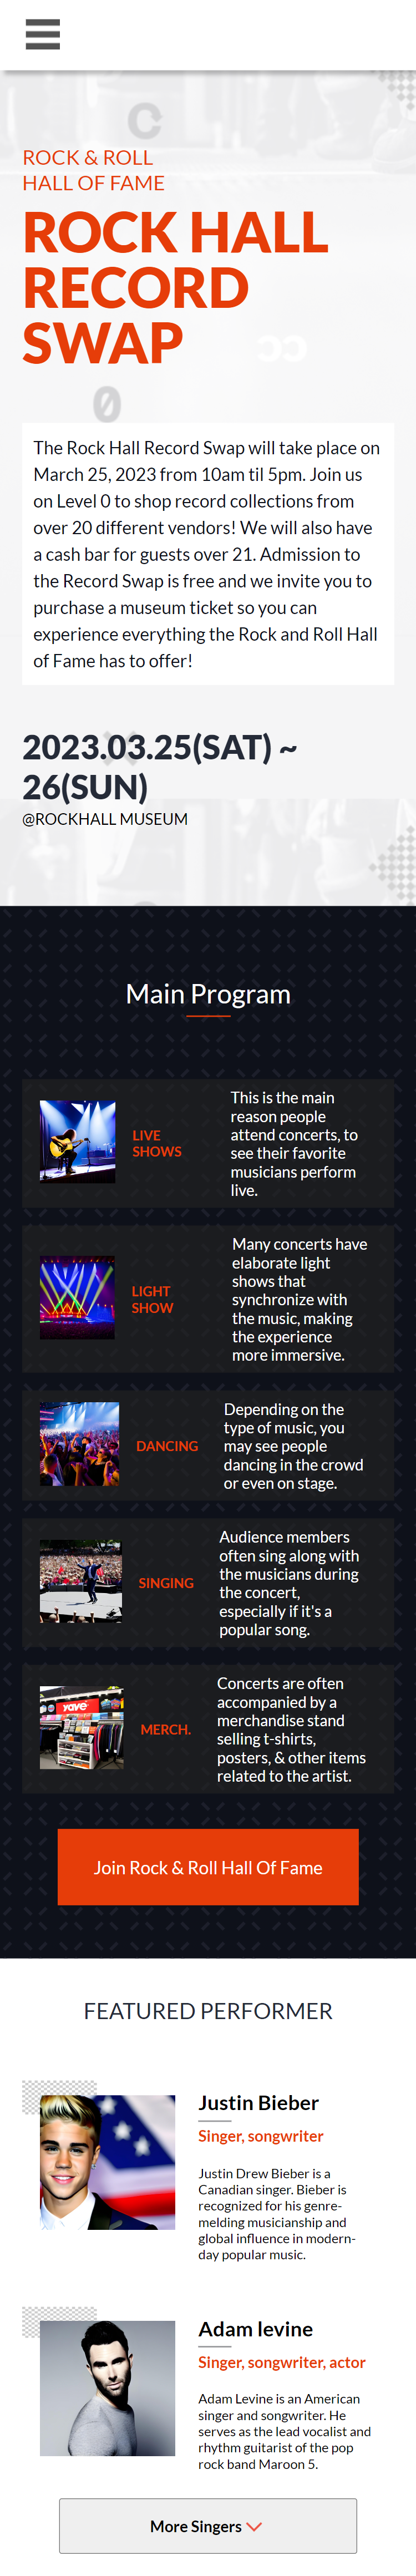 C
ROCK & ROLL
HALL OF FAME
ROCK HALL
RECORD
SWAP
0
The Rock Hall Record Swap will take place on
March 25, 2023 from 10am til 5pm. Join us
on Level 0 to shop record collections from
over 20 different vendors! We will also have
a cash bar for guests over 21. Admission to
the Record Swap is free and we invite you to
purchase a museum ticket so you can
experience everything the Rock and Roll Hall
of Fame has to offer!
2023.03.25(SAT) ~
26(SUN)
@ROCKHALL MUSEUM
Main Program
LIVE
SHOWS
This is the main
reason people
attend concerts, to
see their favorite
musicians perform
live.
LIGHT
SHOW
Many concerts have
elaborate light
shows that
synchronize with
the music, making
the experience
more immersive.
DANCING
Depending on the
type of music, you
may see people
dancing in the crowd
or even on stage.
SINGING
Audience members
often sing along with
the musicians during
the concert,
especially if it's a
popular song.
MERCH.
Concerts are often
accompanied by a
merchandise stand
selling t-shirts,
posters, & other items
related to the artist.
Join Rock & Roll Hall Of Fame
FEATURED PERFORMER
Justin Bieber
Singer, songwriter
Justin Drew Bieber is a
Canadian singer. Bieber is
recognized for his genre-
melding musicianship and
global influence in modern-
day popular music.
Adam levine
Singer, songwriter, actor
Adam Levine is an American
singer and songwriter. He
serves as the lead vocalist and
rhythm guitarist of the pop
rock band Maroon 5.
More Singers